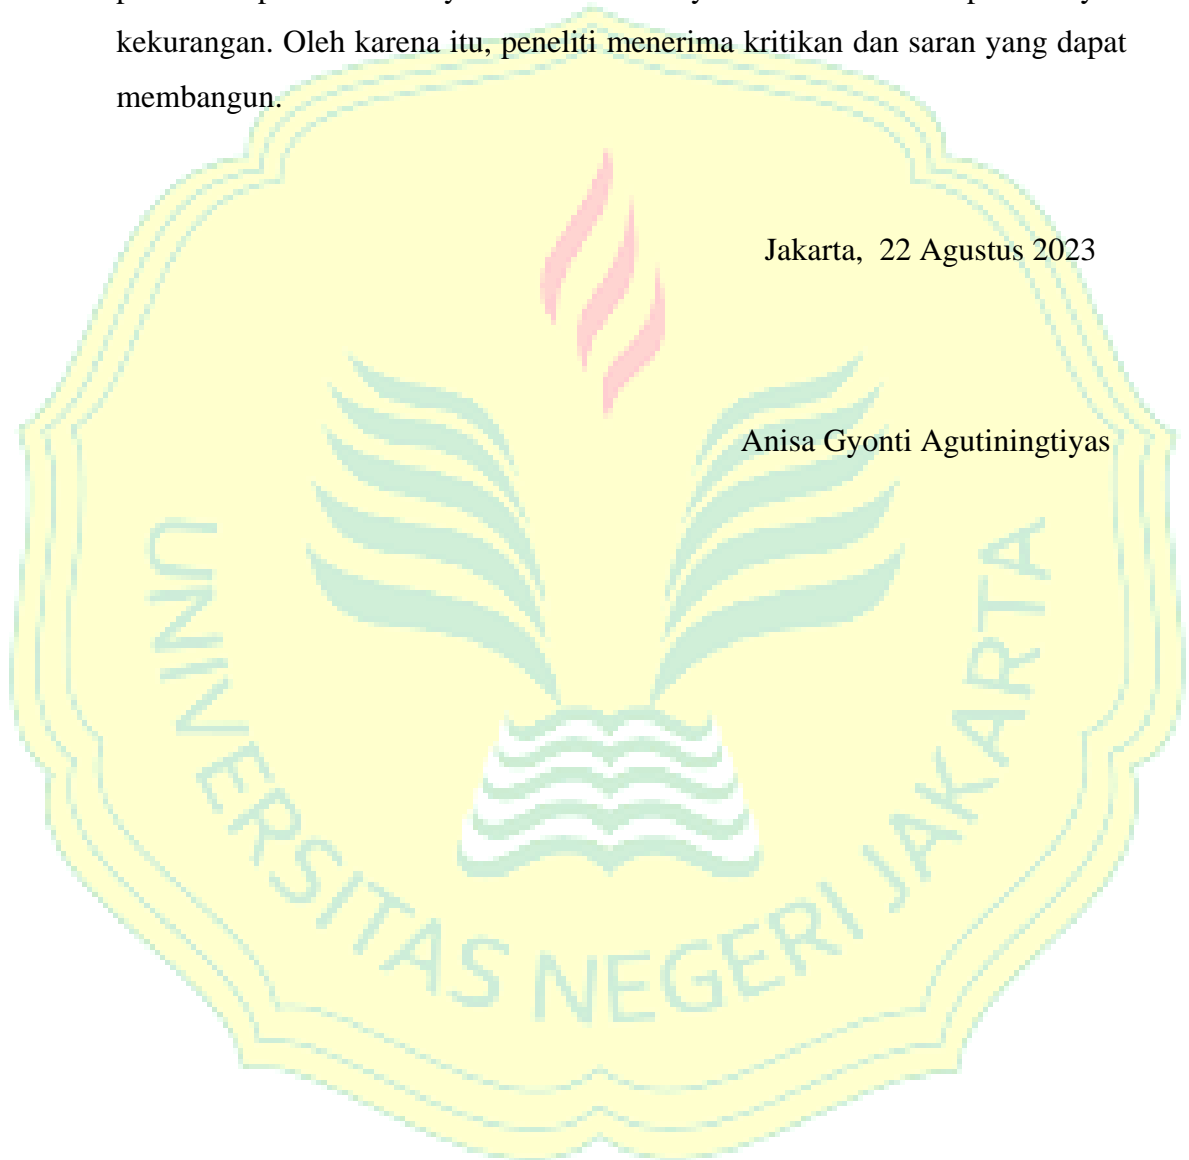 kekurangan. Oleh karena itu, peneliti menerima kritikan dan saran yang dapat
membangun.
Jakarta,  22 Agustus 2023
Anisa Gyonti Agutiningtiyas
UNIVERSITAS NEGERI JAKARTA